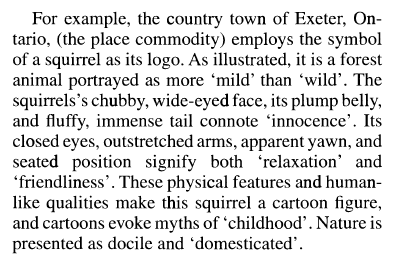 For example, the country town of Exeter, On-
tario, (the place commodity) employs the symbol
of a squirrel as its logo. As illustrated, it is a forest
animal portrayed as more ‘mild’ than ‘wild’. The
squirrels's chubby, wide-eyed face, its plump belly,
and fluffy, immense tail connote ‘innocence’. Its
closed eyes, outstretched arms, apparent yawn, and
seated position signify both ‘relaxation’ and
‘friendliness’. These physical features and human-
like qualities make this squirrel a cartoon figure,
and cartoons evoke myths of ‘childhood’. Nature is
presented as docile and ‘domesticated’.